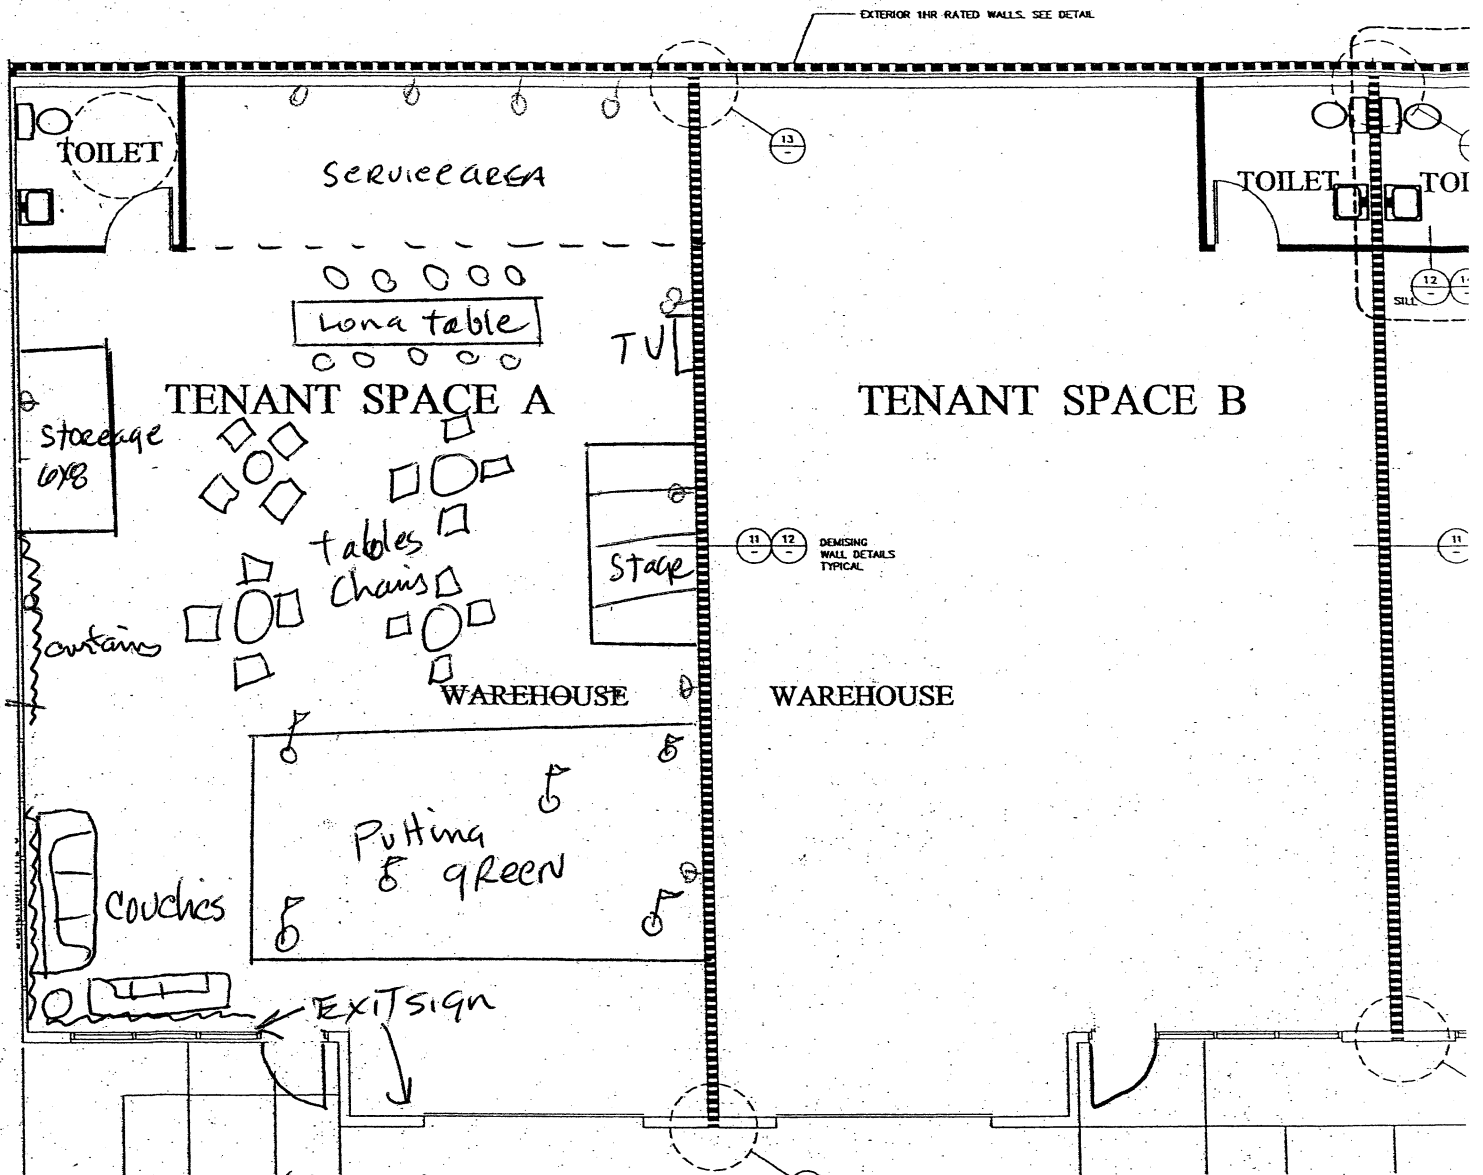 EXTERIOR 1HR RATED WALLS. SEE DETAIL
13
TOILET
SERVICE AREA
TOILET
TOI
12
SILL
Long table
TV
TENANT SPACE A
TENANT SPACE B
Storeage
6x8
tables
Chairs
Stage
11
12
DEMISING
WALL DETAILS
TYPICAL
11
curtains
WAREHOUSE
WAREHOUSE
Putting
green
Couches
EXIT sign